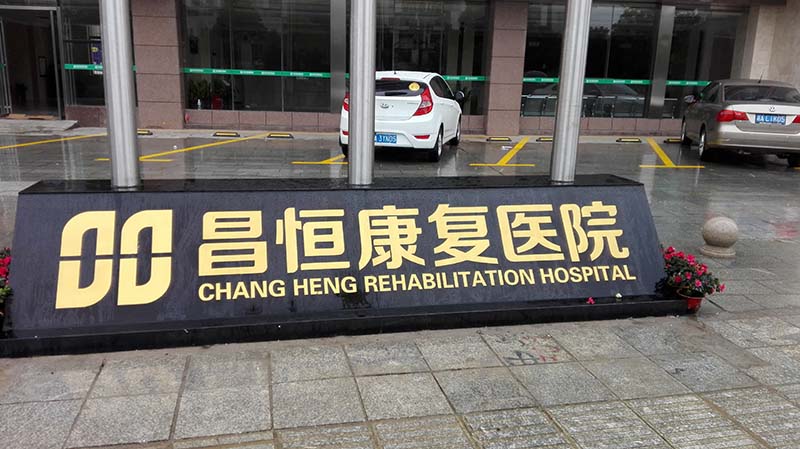 昌恒康复医院
CHANG HENG REHABILITATION HOSPITAL